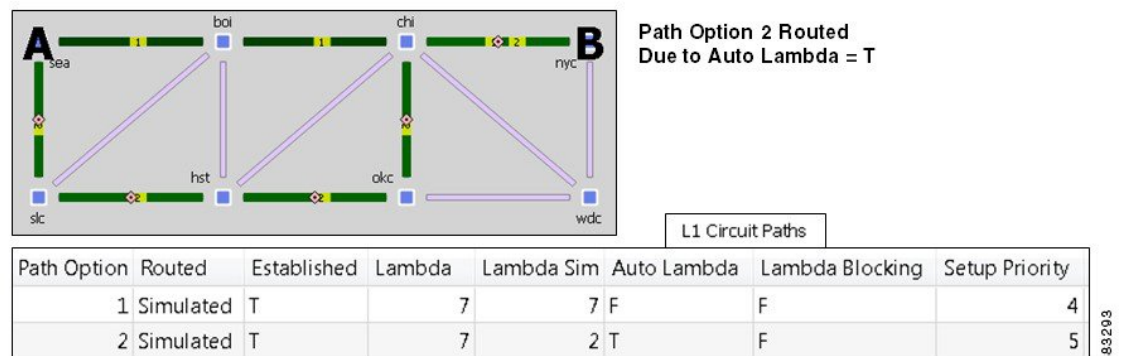 boi
chi
A
1
1
2
B
sea
nyc
Path Option 2 Routed
Due to Auto Lambda = T
hst
okc
2
2
slc
wdc
L1 Circuit Paths
Path Option Routed Established Lambda Lambda Sim Auto Lambda Lambda Blocking Setup Priority
1 Simulated T 7 7 F F 4
2 Simulated T 7 2 T F 5
83293